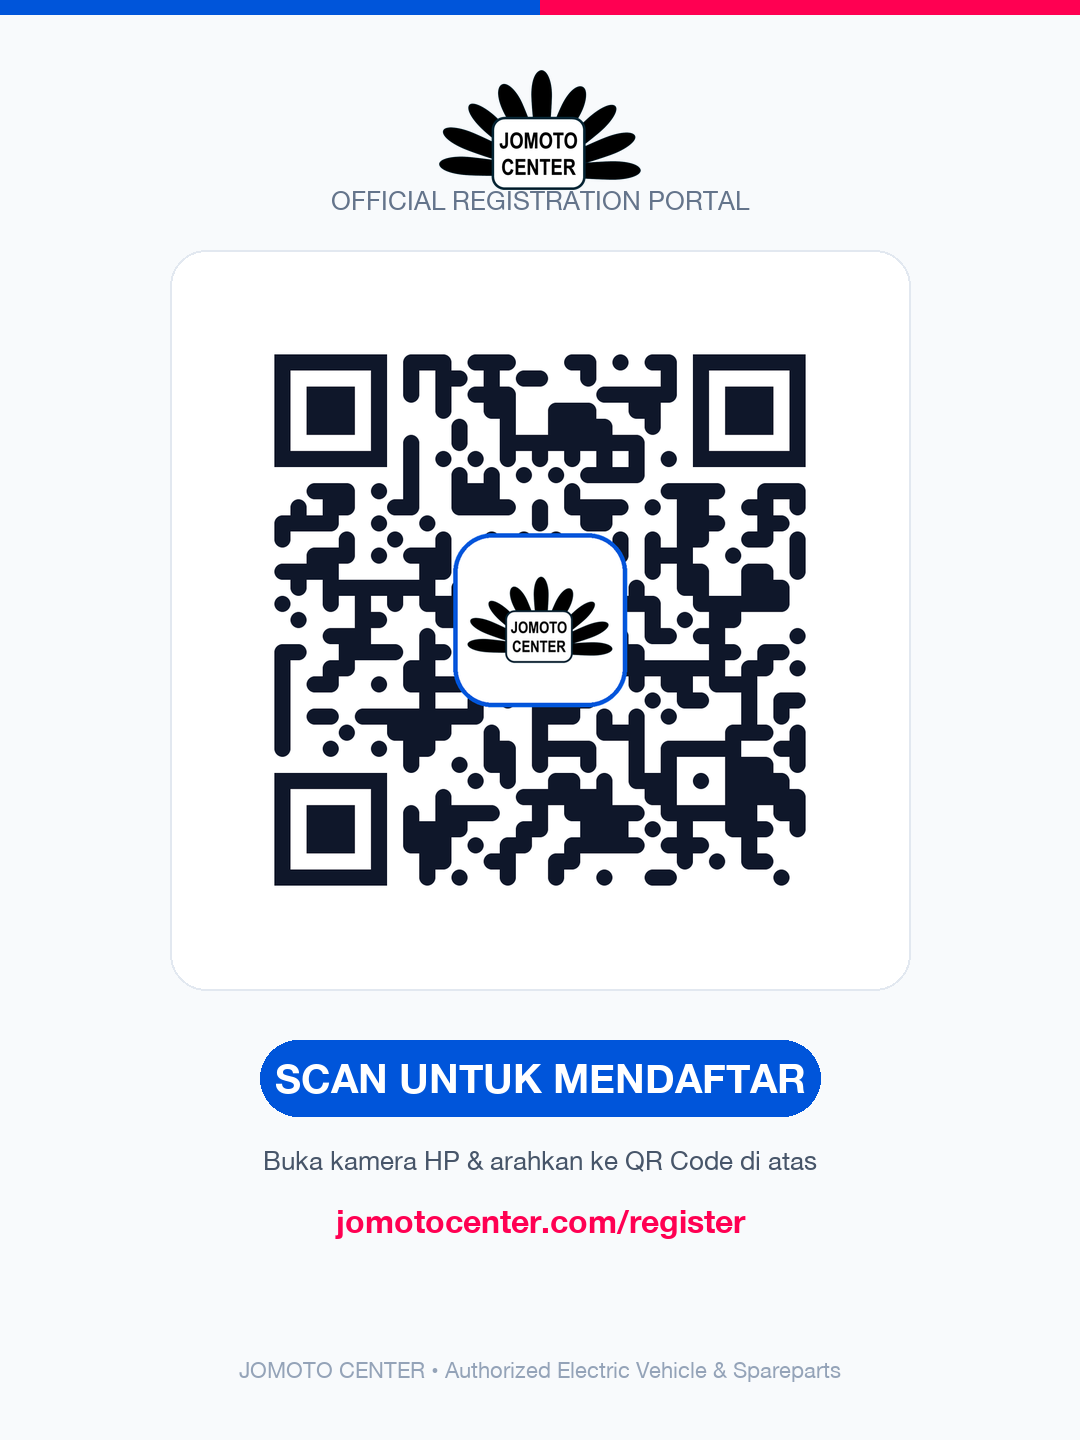 JOMOTO
CENTER
OFFICIAL REGISTRATION PORTAL
JOMOTO
CENTER
SCAN UNTUK MENDAFTAR
Buka kamera HP & arahkan ke QR Code di atas
jomotocenter.com/register
JOMOTO CENTER • Authorized Electric Vehicle & Spareparts